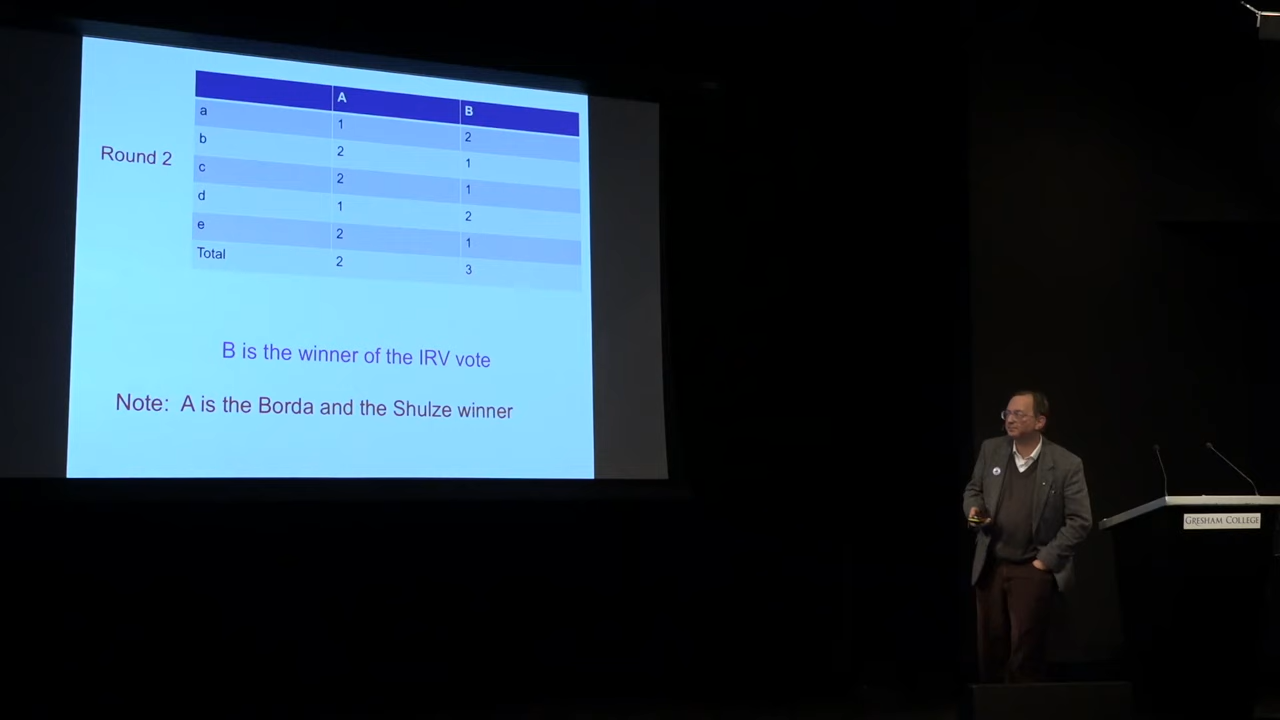 A B
a 1 2
b 2 1
Round 2
c 2 1
d 1 2
e 2 1
Total 2 3
B is the winner of the IRV vote
Note: A is the Borda and the Shulze winner
GRESHAM COLLEGE